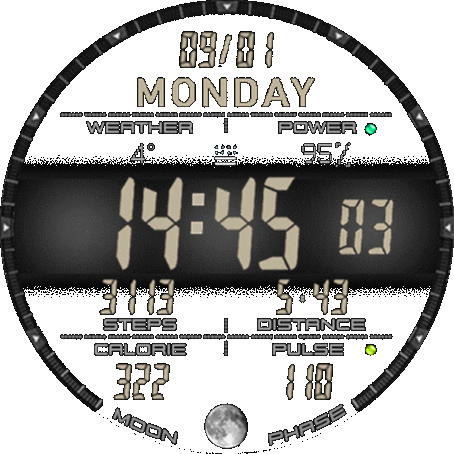 09/01
MONDAY
WEATHER POWER
4° 95%
14:45 03
3113 5.43
STEPS DISTANCE
CALORIE PULSE
322 110
MOON PHASE